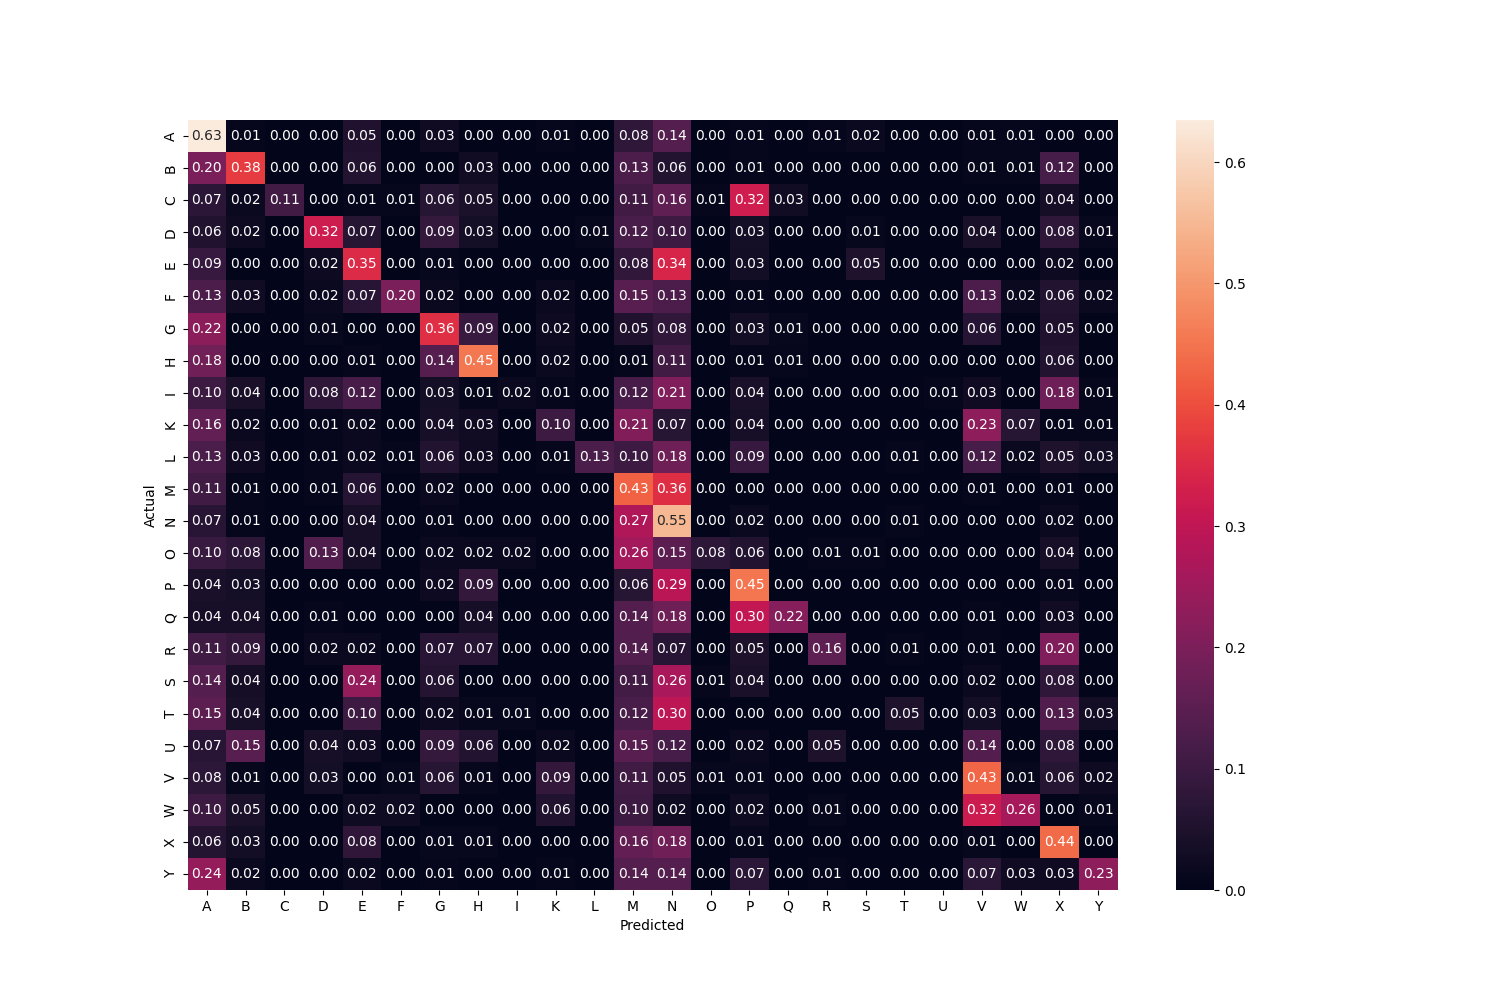 A 0.63 0.01 0.00 0.00 0.05 0.00 0.03 0.00 0.00 0.01 0.00 0.08 0.14 0.00 0.01 0.00 0.01 0.02 0.00 0.00 0.01 0.01 0.00 0.00
B 0.20 0.38 0.00 0.00 0.06 0.00 0.00 0.03 0.00 0.00 0.00 0.13 0.06 0.00 0.01 0.00 0.00 0.00 0.00 0.00 0.01 0.01 0.12 0.00
C 0.07 0.02 0.11 0.00 0.01 0.01 0.06 0.05 0.00 0.00 0.00 0.11 0.16 0.01 0.32 0.03 0.00 0.00 0.00 0.00 0.00 0.00 0.04 0.00
D 0.06 0.02 0.00 0.32 0.07 0.00 0.09 0.03 0.00 0.00 0.01 0.12 0.10 0.00 0.03 0.00 0.00 0.01 0.00 0.00 0.04 0.00 0.08 0.01
E 0.09 0.00 0.00 0.02 0.35 0.00 0.01 0.00 0.00 0.00 0.00 0.08 0.34 0.00 0.03 0.00 0.00 0.05 0.00 0.00 0.00 0.00 0.02 0.00
F 0.13 0.03 0.00 0.02 0.07 0.20 0.02 0.00 0.00 0.02 0.00 0.15 0.13 0.00 0.01 0.00 0.00 0.00 0.00 0.00 0.13 0.02 0.06 0.02
G 0.22 0.00 0.00 0.01 0.00 0.00 0.36 0.09 0.00 0.02 0.00 0.05 0.08 0.00 0.03 0.01 0.00 0.00 0.00 0.00 0.06 0.00 0.05 0.00
H 0.18 0.00 0.00 0.00 0.01 0.00 0.14 0.45 0.00 0.02 0.00 0.01 0.11 0.00 0.01 0.01 0.00 0.00 0.00 0.00 0.00 0.00 0.06 0.00
I 0.10 0.04 0.00 0.08 0.12 0.00 0.03 0.01 0.02 0.01 0.00 0.12 0.21 0.00 0.04 0.00 0.00 0.00 0.00 0.01 0.03 0.00 0.18 0.01
K 0.16 0.02 0.00 0.01 0.02 0.00 0.04 0.03 0.00 0.10 0.00 0.21 0.07 0.00 0.04 0.00 0.00 0.00 0.00 0.00 0.23 0.07 0.01 0.01
L 0.13 0.03 0.00 0.01 0.02 0.01 0.06 0.03 0.00 0.01 0.13 0.10 0.18 0.00 0.09 0.00 0.00 0.00 0.01 0.00 0.12 0.02 0.05 0.03
M 0.11 0.01 0.00 0.01 0.06 0.00 0.02 0.00 0.00 0.00 0.00 0.43 0.36 0.00 0.00 0.00 0.00 0.00 0.00 0.00 0.01 0.00 0.01 0.00
N 0.07 0.01 0.00 0.00 0.04 0.00 0.01 0.00 0.00 0.00 0.00 0.27 0.55 0.00 0.02 0.00 0.00 0.00 0.01 0.00 0.00 0.00 0.02 0.00
O 0.10 0.08 0.00 0.13 0.04 0.00 0.02 0.02 0.02 0.00 0.00 0.26 0.15 0.08 0.06 0.00 0.01 0.01 0.00 0.00 0.00 0.00 0.04 0.00
P 0.04 0.03 0.00 0.00 0.00 0.00 0.02 0.09 0.00 0.00 0.00 0.06 0.29 0.00 0.45 0.00 0.00 0.00 0.00 0.00 0.00 0.00 0.01 0.00
Q 0.04 0.04 0.00 0.01 0.00 0.00 0.00 0.04 0.00 0.00 0.00 0.14 0.18 0.00 0.30 0.22 0.00 0.00 0.00 0.00 0.01 0.00 0.03 0.00
R 0.11 0.09 0.00 0.02 0.02 0.00 0.07 0.07 0.00 0.00 0.00 0.14 0.07 0.00 0.05 0.00 0.16 0.00 0.01 0.00 0.01 0.00 0.20 0.00
S 0.14 0.04 0.00 0.00 0.24 0.00 0.06 0.00 0.00 0.00 0.00 0.11 0.26 0.01 0.04 0.00 0.00 0.00 0.00 0.00 0.02 0.00 0.08 0.00
T 0.15 0.04 0.00 0.00 0.10 0.00 0.02 0.01 0.01 0.00 0.00 0.12 0.30 0.00 0.00 0.00 0.00 0.00 0.05 0.00 0.03 0.00 0.13 0.03
U 0.07 0.15 0.00 0.04 0.03 0.00 0.09 0.06 0.00 0.02 0.00 0.15 0.12 0.00 0.02 0.00 0.05 0.00 0.00 0.00 0.14 0.00 0.08 0.00
V 0.08 0.01 0.00 0.03 0.00 0.01 0.06 0.01 0.00 0.09 0.00 0.11 0.05 0.01 0.01 0.00 0.00 0.00 0.00 0.00 0.43 0.01 0.06 0.02
W 0.10 0.05 0.00 0.00 0.02 0.02 0.00 0.00 0.00 0.06 0.00 0.10 0.02 0.00 0.02 0.00 0.01 0.00 0.00 0.00 0.32 0.26 0.00 0.01
X 0.06 0.03 0.00 0.00 0.08 0.00 0.01 0.01 0.00 0.00 0.00 0.16 0.18 0.00 0.01 0.00 0.00 0.00 0.00 0.00 0.01 0.00 0.44 0.00
Y 0.24 0.02 0.00 0.00 0.02 0.00 0.01 0.00 0.00 0.01 0.00 0.14 0.14 0.00 0.07 0.00 0.01 0.00 0.00 0.00 0.07 0.03 0.03 0.23
A B C D E F G H I K L M N O P Q R S T U V W X Y
Predicted
Actual
0.6
0.5
0.4
0.3
0.2
0.1
0.0